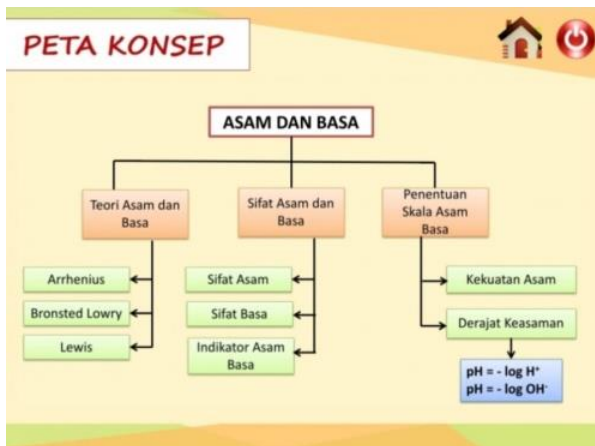 PETA KONSEP
ASAM DAN BASA
Teori Asam dan
Basa
Sifat Asam dan
Basa
Penentuan
Skala Asam
Basa
Arrhenius
Bronsted Lowry
Lewis
Sifat Asam
Sifat Basa
Indikator Asam
Basa
Kekuatan Asam
Derajat Keasaman
pH = - log H⁺
pH = - log OH⁻